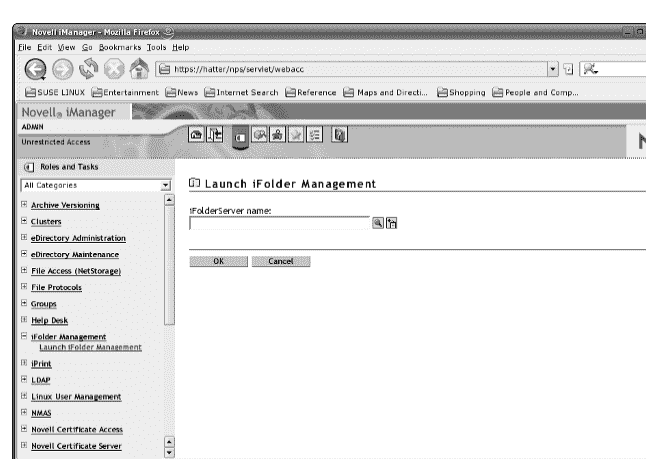 Novell iManager - Mozilla Firefox
File Edit View Go Bookmarks Tools Help
https://hatter/nps/servlet/webacc
SUSE LINUX Entertainment News Internet Search Reference Maps and Directi... Shopping People and Comp...
Novell® iManager
ADMIN
Unrestricted Access
N
Roles and Tasks
All Categories
Archive Versioning
Clusters
eDirectory Administration
eDirectory Maintenance
File Access (NetStorage)
File Protocols
Groups
Help Desk
iFolder Management
Launch iFolder Management
iPrint
LDAP
Linux User Management
NMAS
Novell Certificate Access
Novell Certificate Server
Launch iFolder Management
iFolderServer name:
OK Cancel